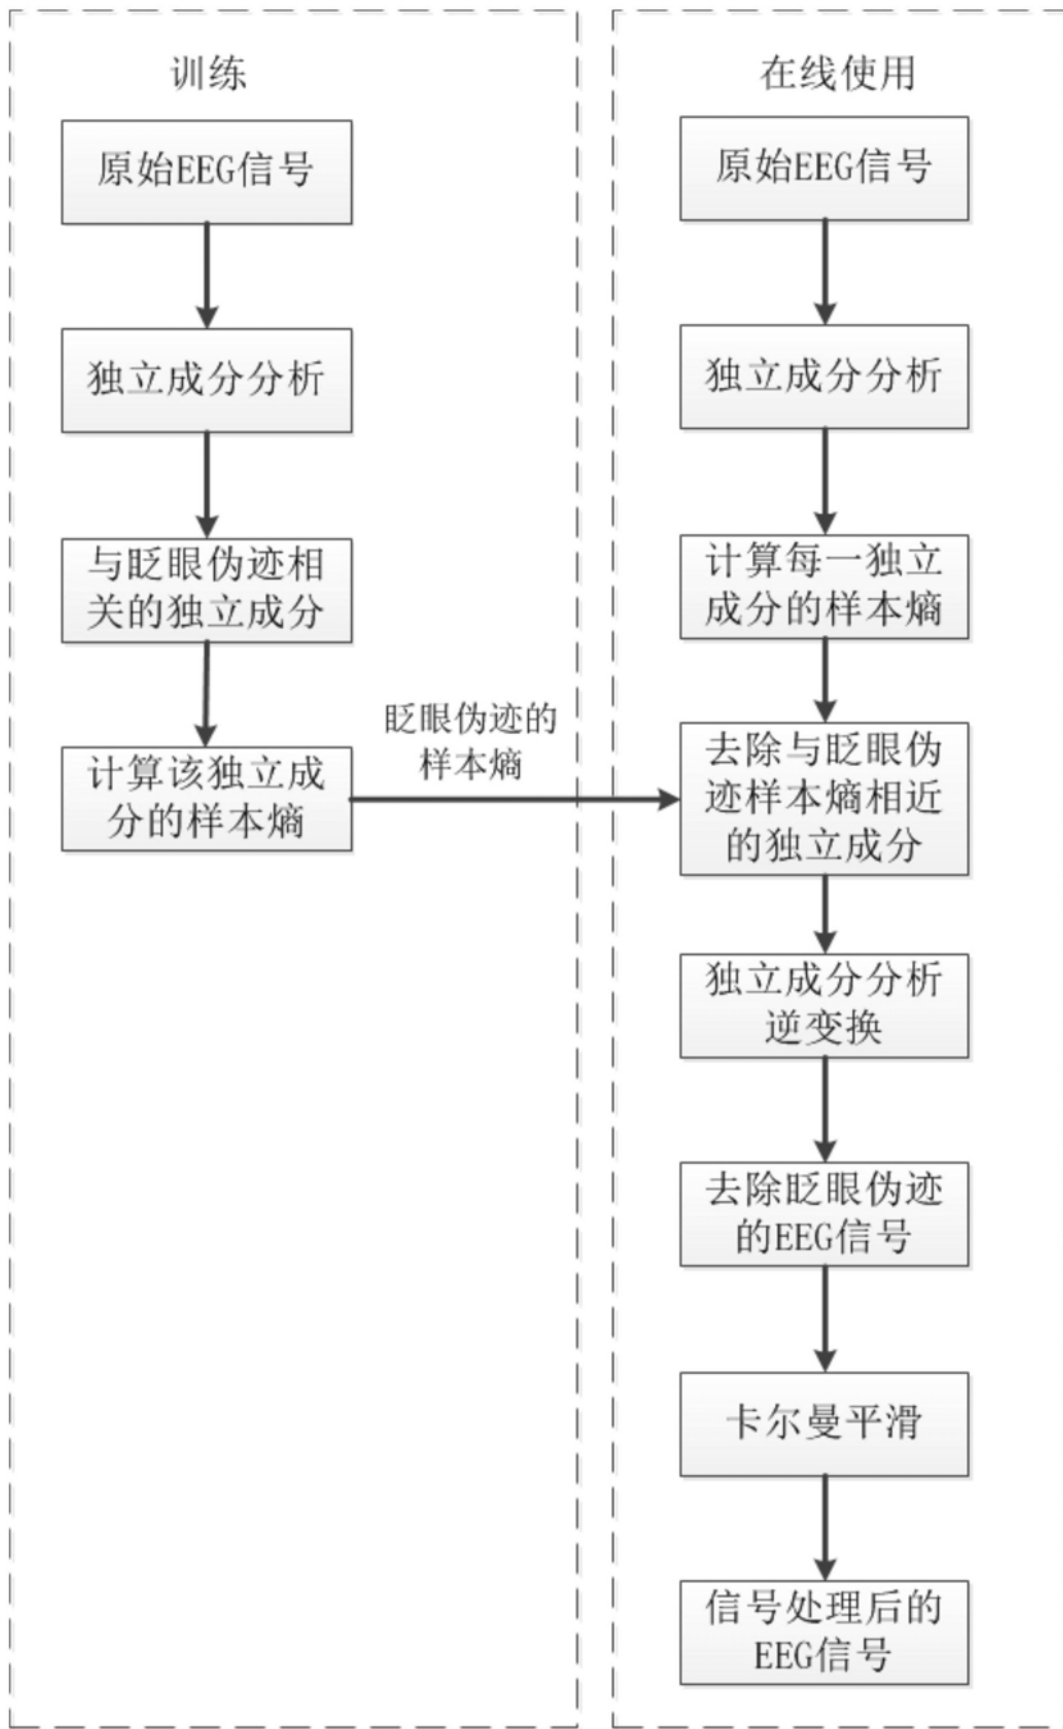 训练
原始EEG信号
独立成分分析
与眨眼伪迹相
关的独立成分
计算该独立成
分的样本熵
眨眼伪迹的
样本熵
在线使用
原始EEG信号
独立成分分析
计算每一独立
成分的样本熵
去除与眨眼伪
迹样本熵相近
的独立成分
独立成分分析
逆变换
去除眨眼伪迹
的EEG信号
卡尔曼平滑
信号处理后的
EEG信号